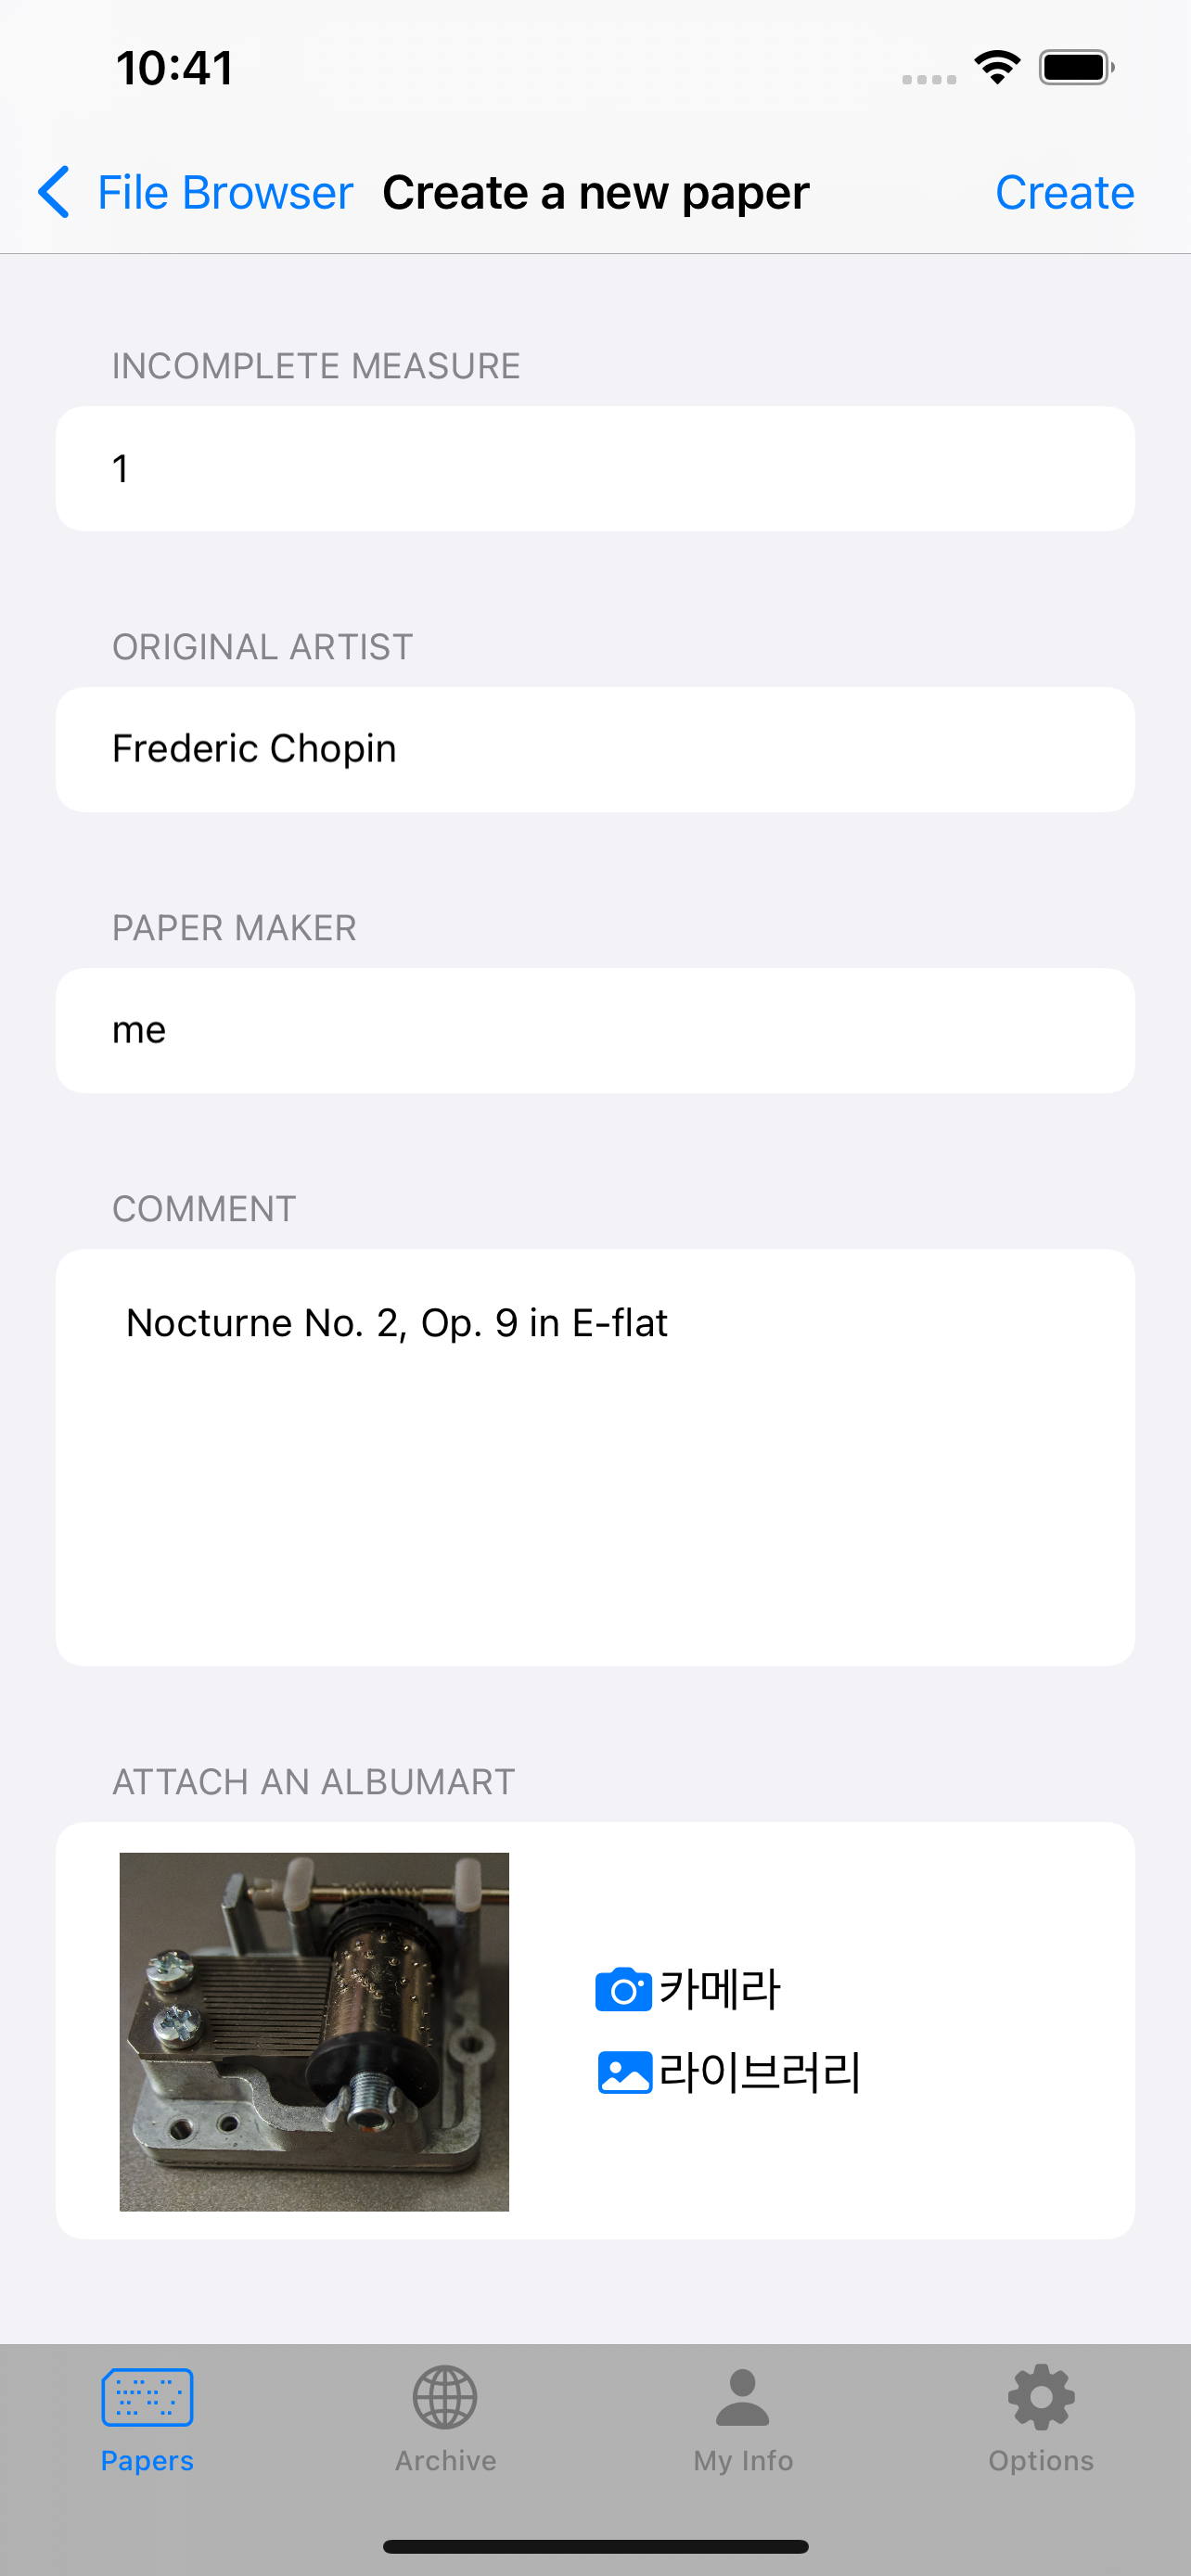 10:41
File Browser
Create a new paper
Create
INCOMPLETE MEASURE
1
ORIGINAL ARTIST
Frederic Chopin
PAPER MAKER
me
COMMENT
Nocturne No. 2, Op. 9 in E-flat
ATTACH AN ALBUMART
카메라
라이브러리
Papers
Archive
My Info
Options